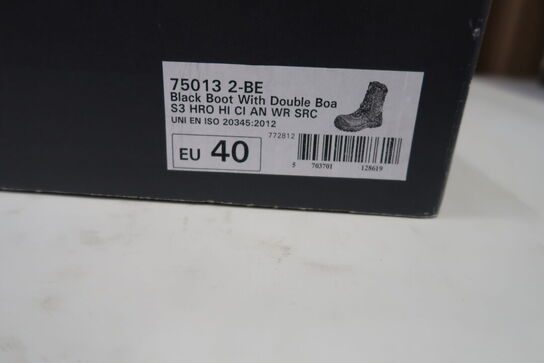 75013 2-BE
Black Boot With Double Boa
S3 HRO HI CI AN WR SRC
UNI EN ISO 20345:2012
772812
EU 40
5 703701 128619